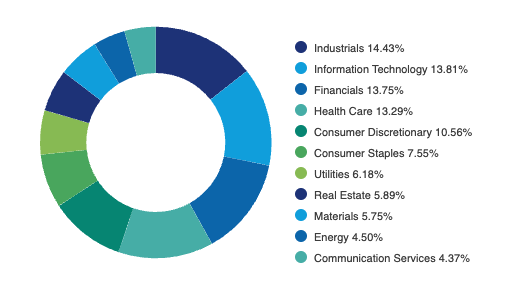 Industrials 14.43%
Information Technology 13.81%
Financials 13.75%
Health Care 13.29%
Consumer Discretionary 10.56%
Consumer Staples 7.55%
Utilities 6.18%
Real Estate 5.89%
Materials 5.75%
Energy 4.50%
Communication Services 4.37%